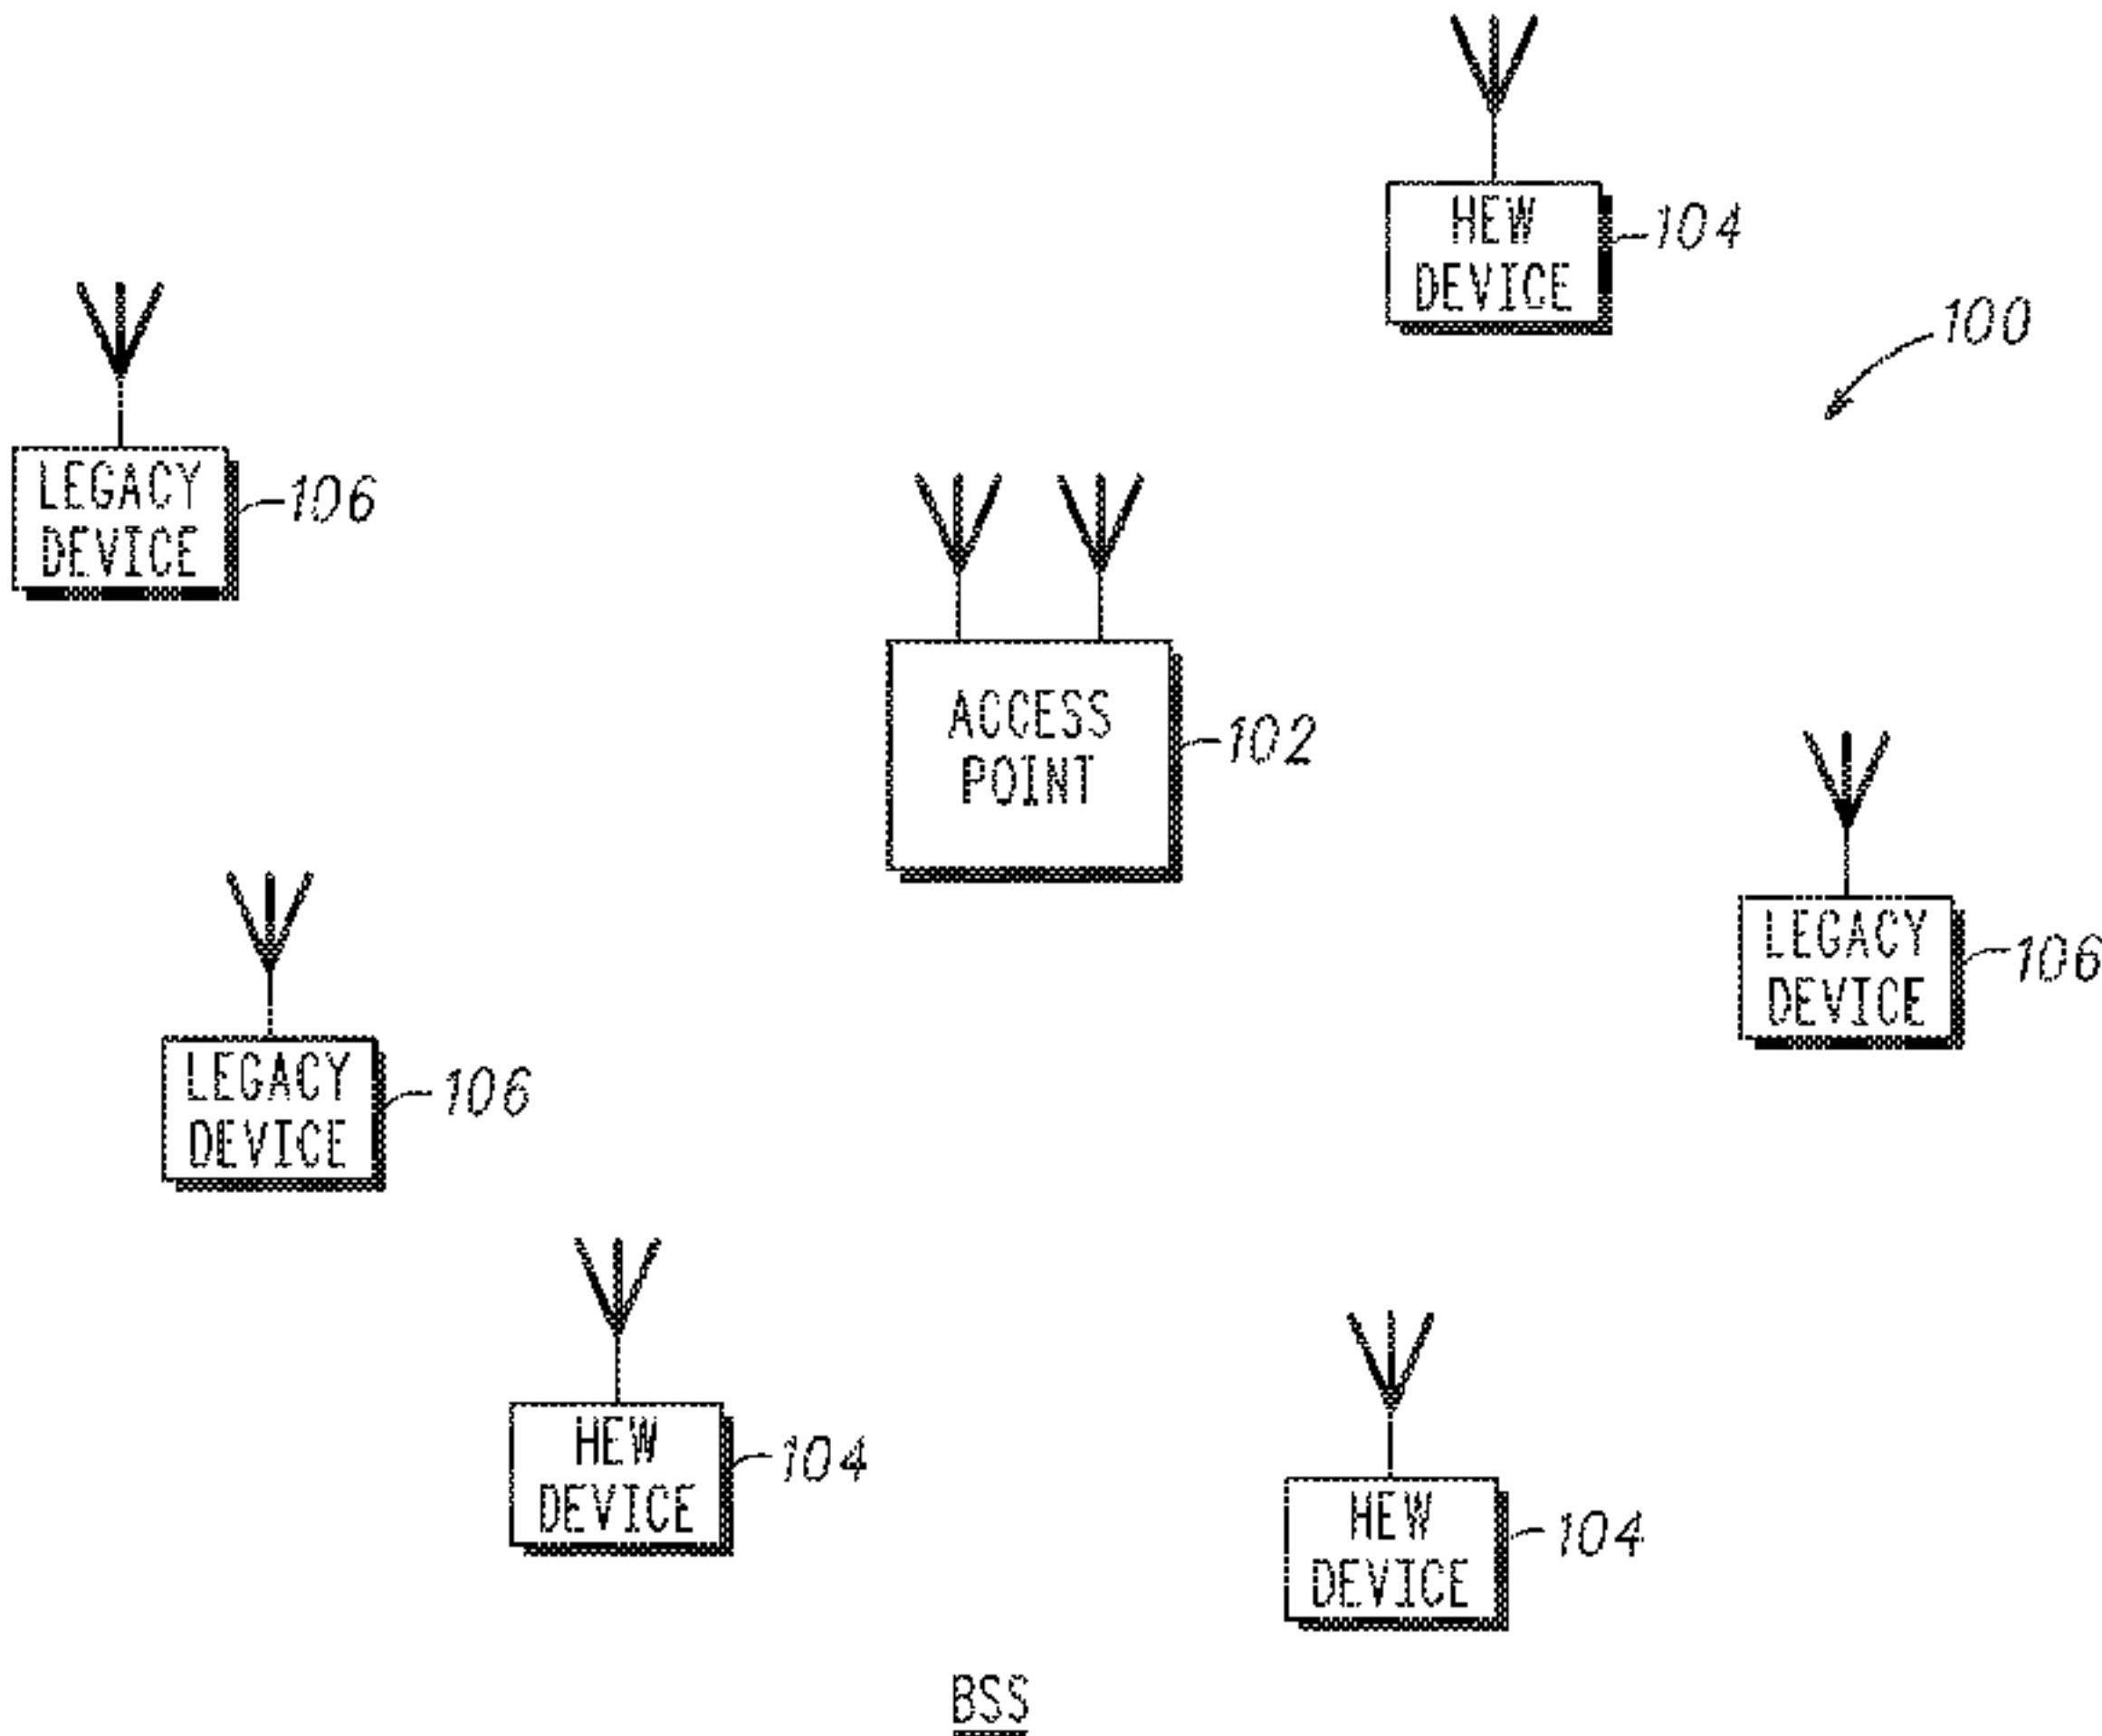 HEW
DEVICE
104
100
LEGACY
DEVICE
106
ACCESS
POINT
102
LEGACY
DEVICE
106
LEGACY
DEVICE
106
HEW
DEVICE
104
HEW
DEVICE
104
BSS